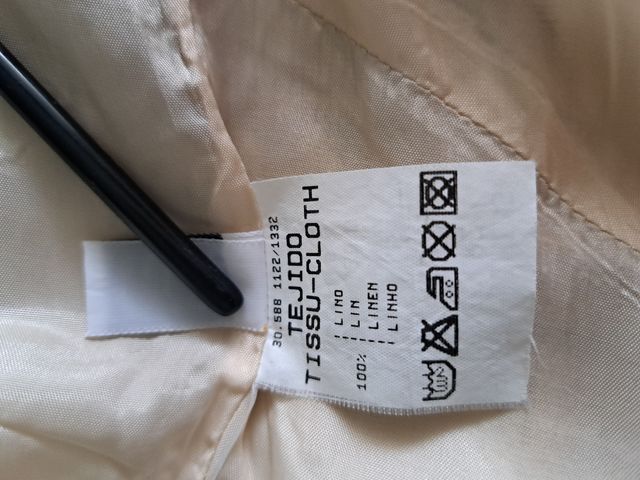 30.588 1122/1332
TEJIDO
TISSU-CLOTH
100% ¦ LINO
¦ LIN
¦ LINEN
¦ LINHO